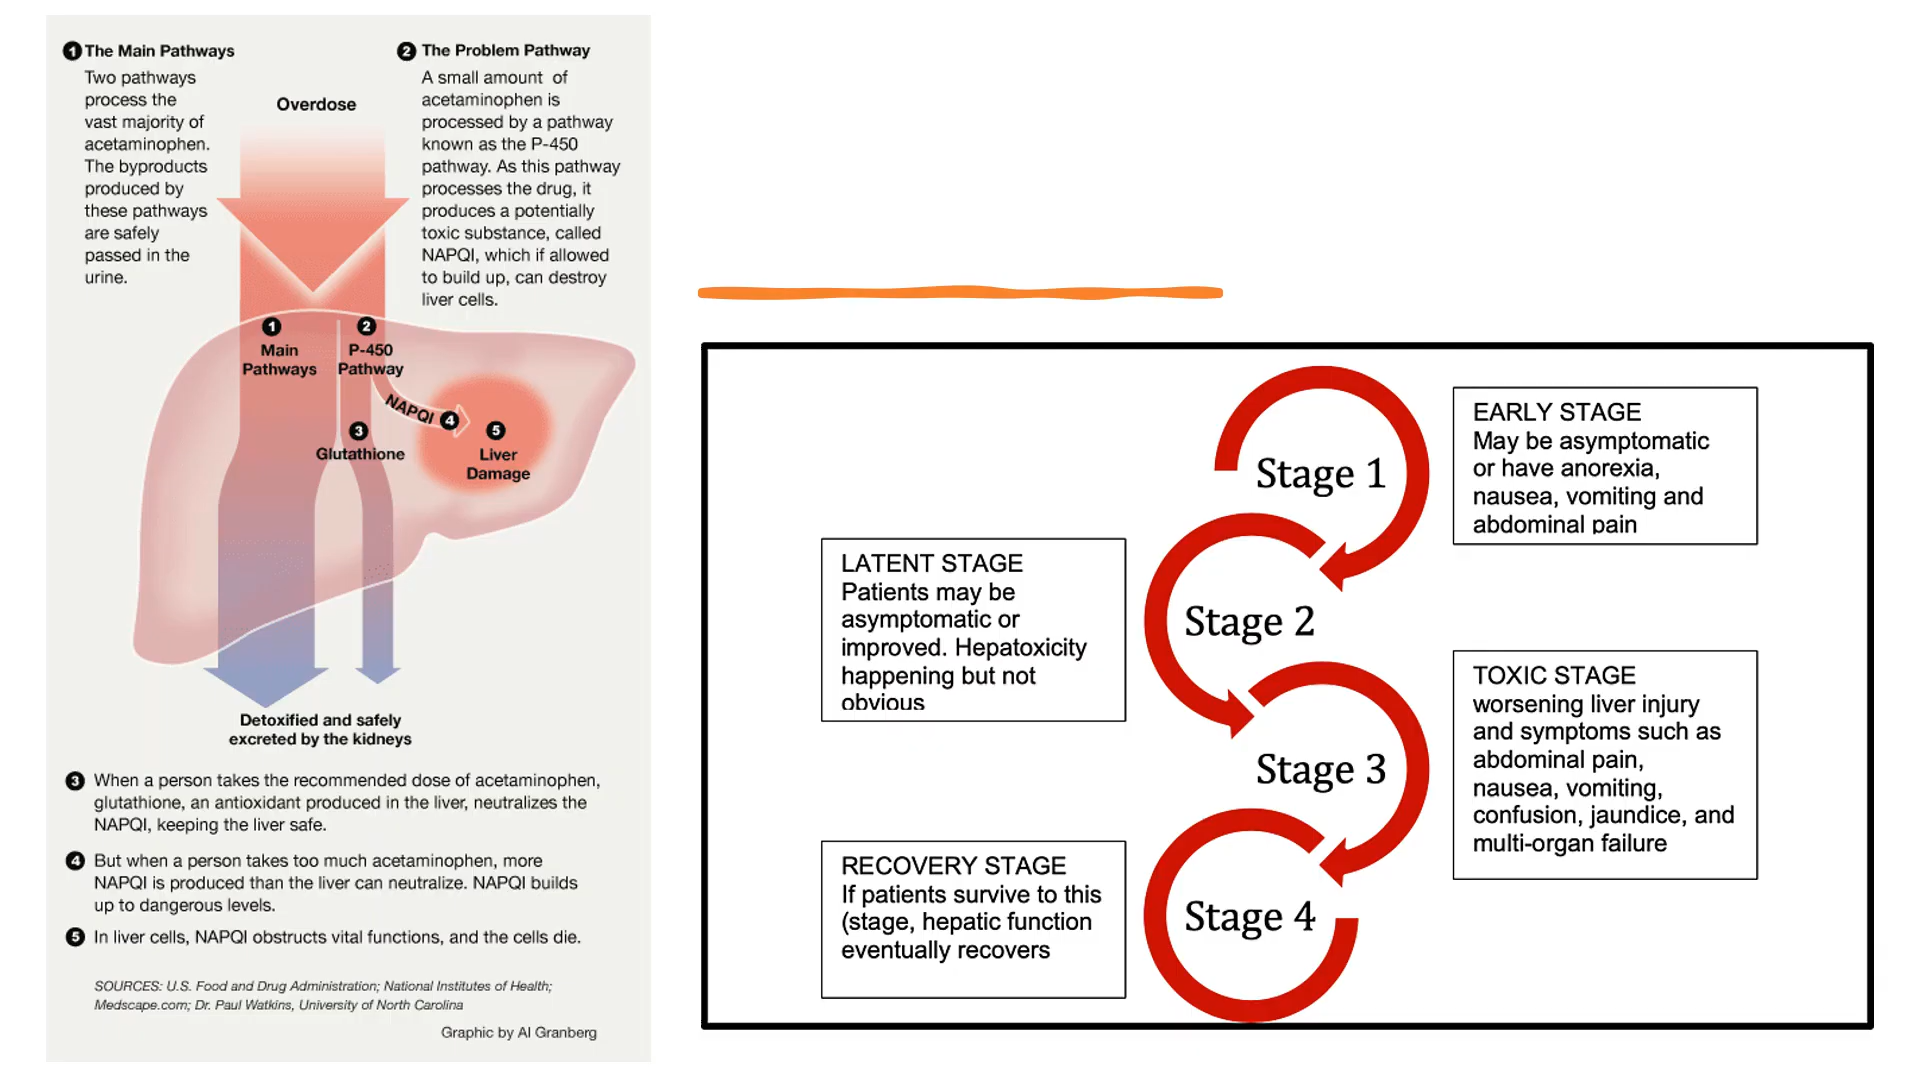 1 The Main Pathways
Two pathways
process the
vast majority of
acetaminophen.
The byproducts
produced by
these pathways
are safely
passed in the
urine.
Overdose
2 The Problem Pathway
A small amount of
acetaminophen is
processed by a pathway
known as the P-450
pathway. As this pathway
processes the drug, it
produces a potentially
toxic substance, called
NAPQI, which if allowed
to build up, can destroy
liver cells.
1
Main
Pathways
2
P-450
Pathway
NAPQI 4
3
Glutathione
5
Liver
Damage
Detoxified and safely
excreted by the kidneys
3 When a person takes the recommended dose of acetaminophen,
glutathione, an antioxidant produced in the liver, neutralizes the
NAPQI, keeping the liver safe.
4 But when a person takes too much acetaminophen, more
NAPQI is produced than the liver can neutralize. NAPQI builds
up to dangerous levels.
5 In liver cells, NAPQI obstructs vital functions, and the cells die.
SOURCES: U.S. Food and Drug Administration; National Institutes of Health;
Medscape.com; Dr. Paul Watkins, University of North Carolina
Graphic by Al Granberg
Stage 1
EARLY STAGE
May be asymptomatic
or have anorexia,
nausea, vomiting and
abdominal pain
LATENT STAGE
Patients may be
asymptomatic or
improved. Hepatoxicity
happening but not
obvious
Stage 2
Stage 3
TOXIC STAGE
worsening liver injury
and symptoms such as
abdominal pain,
nausea, vomiting,
confusion, jaundice, and
multi-organ failure
RECOVERY STAGE
If patients survive to this
(stage, hepatic function
eventually recovers
Stage 4